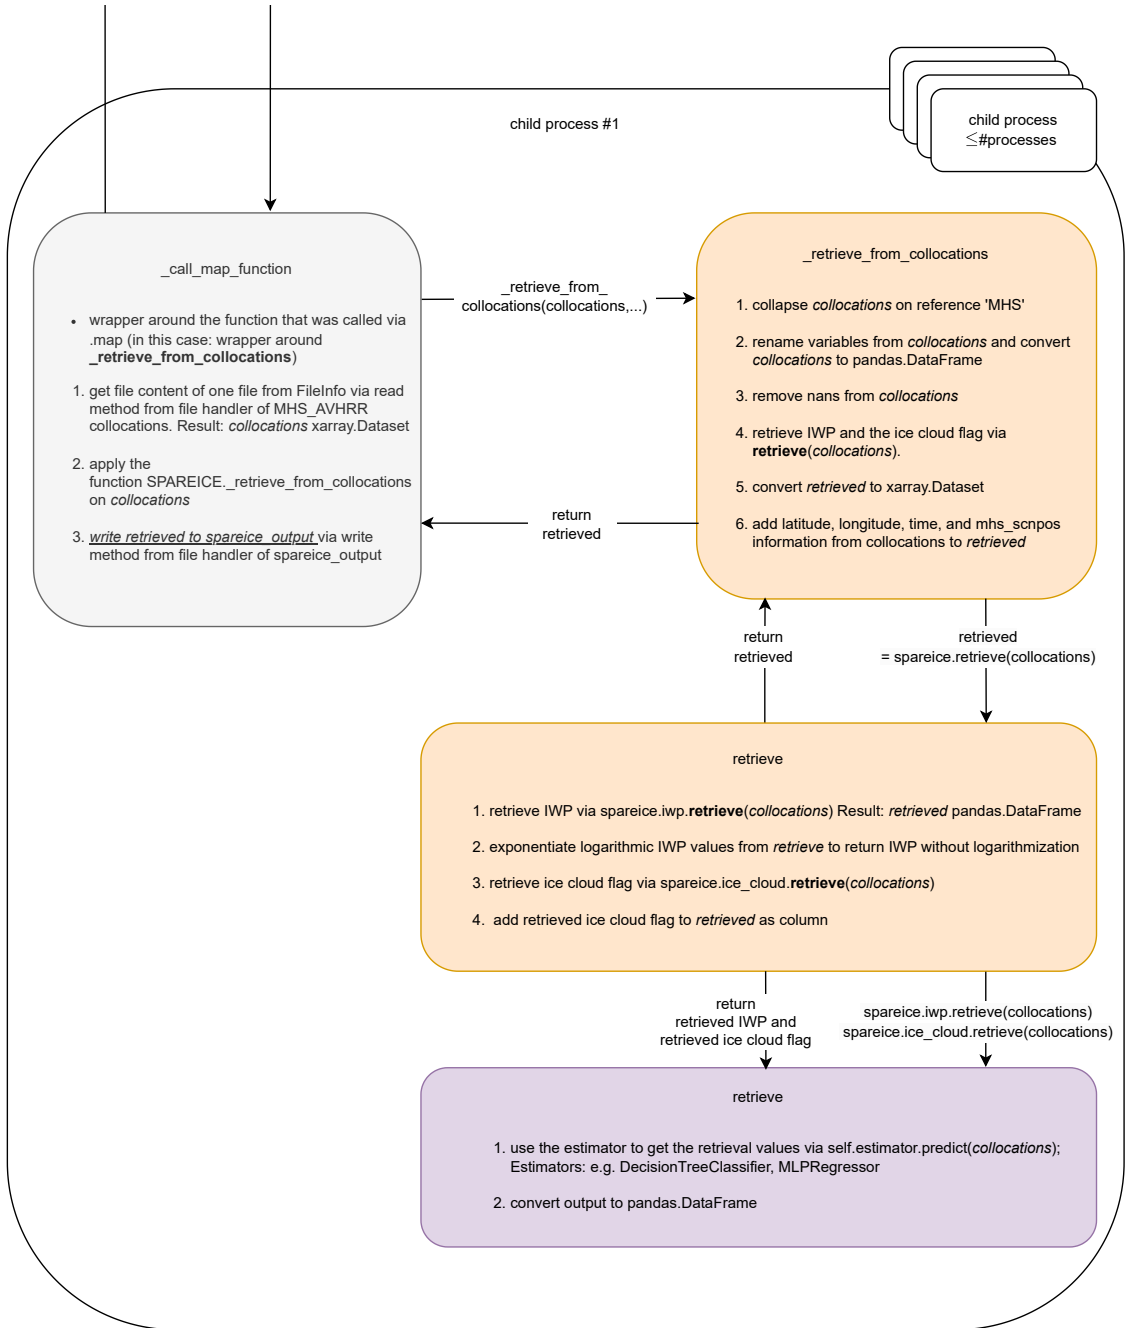 child process #1
child process
≤#processes
_call_map_function
• wrapper around the function that was called via
.map (in this case: wrapper around
_retrieve_from_collocations)
1. get file content of one file from FileInfo via read
method from file handler of MHS_AVHRR
collocations. Result: collocations xarray.Dataset
2. apply the
function SPAREICE._retrieve_from_collocations
on collocations
3. write retrieved to spareice_output via write
method from file handler of spareice_output
_retrieve_from_
collocations(collocations,...)
return
retrieved
_retrieve_from_collocations
1. collapse collocations on reference 'MHS'
2. rename variables from collocations and convert
collocations to pandas.DataFrame
3. remove nans from collocations
4. retrieve IWP and the ice cloud flag via
retrieve(collocations).
5. convert retrieved to xarray.Dataset
6. add latitude, longitude, time, and mhs_scnpos
information from collocations to retrieved
return
retrieved
retrieved
= spareice.retrieve(collocations)
retrieve
1. retrieve IWP via spareice.iwp.retrieve(collocations) Result: retrieved pandas.DataFrame
2. exponentiate logarithmic IWP values from retrieve to return IWP without logarithmization
3. retrieve ice cloud flag via spareice.ice_cloud.retrieve(collocations)
4. add retrieved ice cloud flag to retrieved as column
return
retrieved IWP and
retrieved ice cloud flag
spareice.iwp.retrieve(collocations)
spareice.ice_cloud.retrieve(collocations)
retrieve
1. use the estimator to get the retrieval values via self.estimator.predict(collocations);
Estimators: e.g. DecisionTreeClassifier, MLPRegressor
2. convert output to pandas.DataFrame